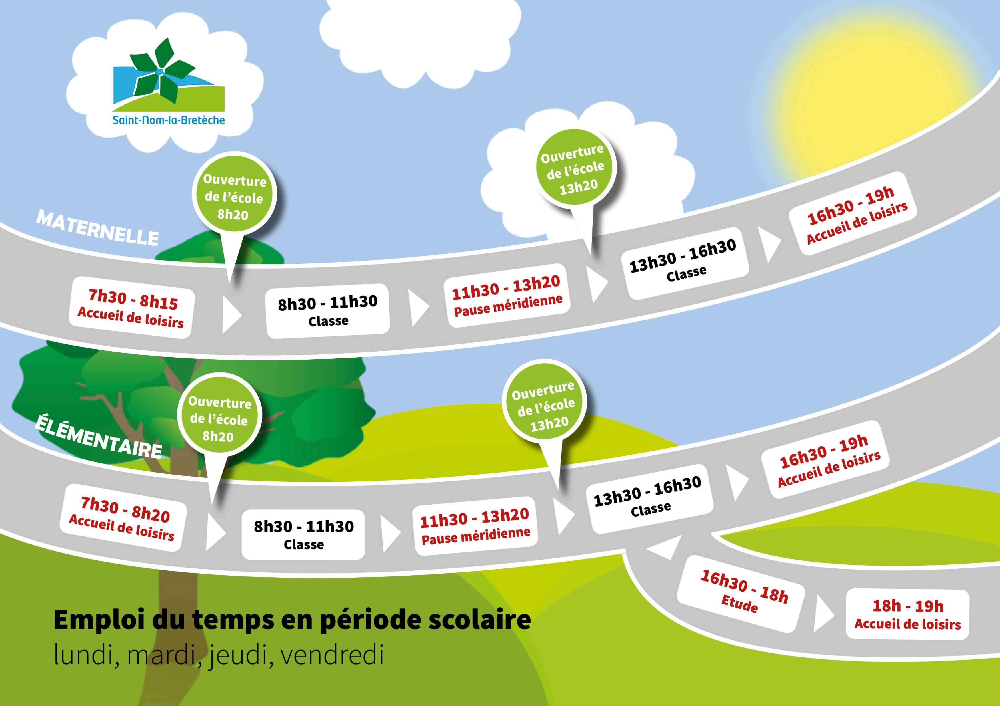 Saint-Nom-la-Bretèche
MATERNELLE
Ouverture
de l'école
8h20
Ouverture
de l'école
13h20
7h30 - 8h15
Accueil de loisirs
8h30 - 11h30
Classe
11h30 - 13h20
Pause méridienne
13h30 - 16h30
Classe
16h30 - 19h
Accueil de loisirs
ÉLÉMENTAIRE
Ouverture
de l'école
8h20
Ouverture
de l'école
13h20
7h30 - 8h20
Accueil de loisirs
8h30 - 11h30
Classe
11h30 - 13h20
Pause méridienne
13h30 - 16h30
Classe
16h30 - 19h
Accueil de loisirs
16h30 - 18h
Etude
18h - 19h
Accueil de loisirs
Emploi du temps en période scolaire
lundi, mardi, jeudi, vendredi